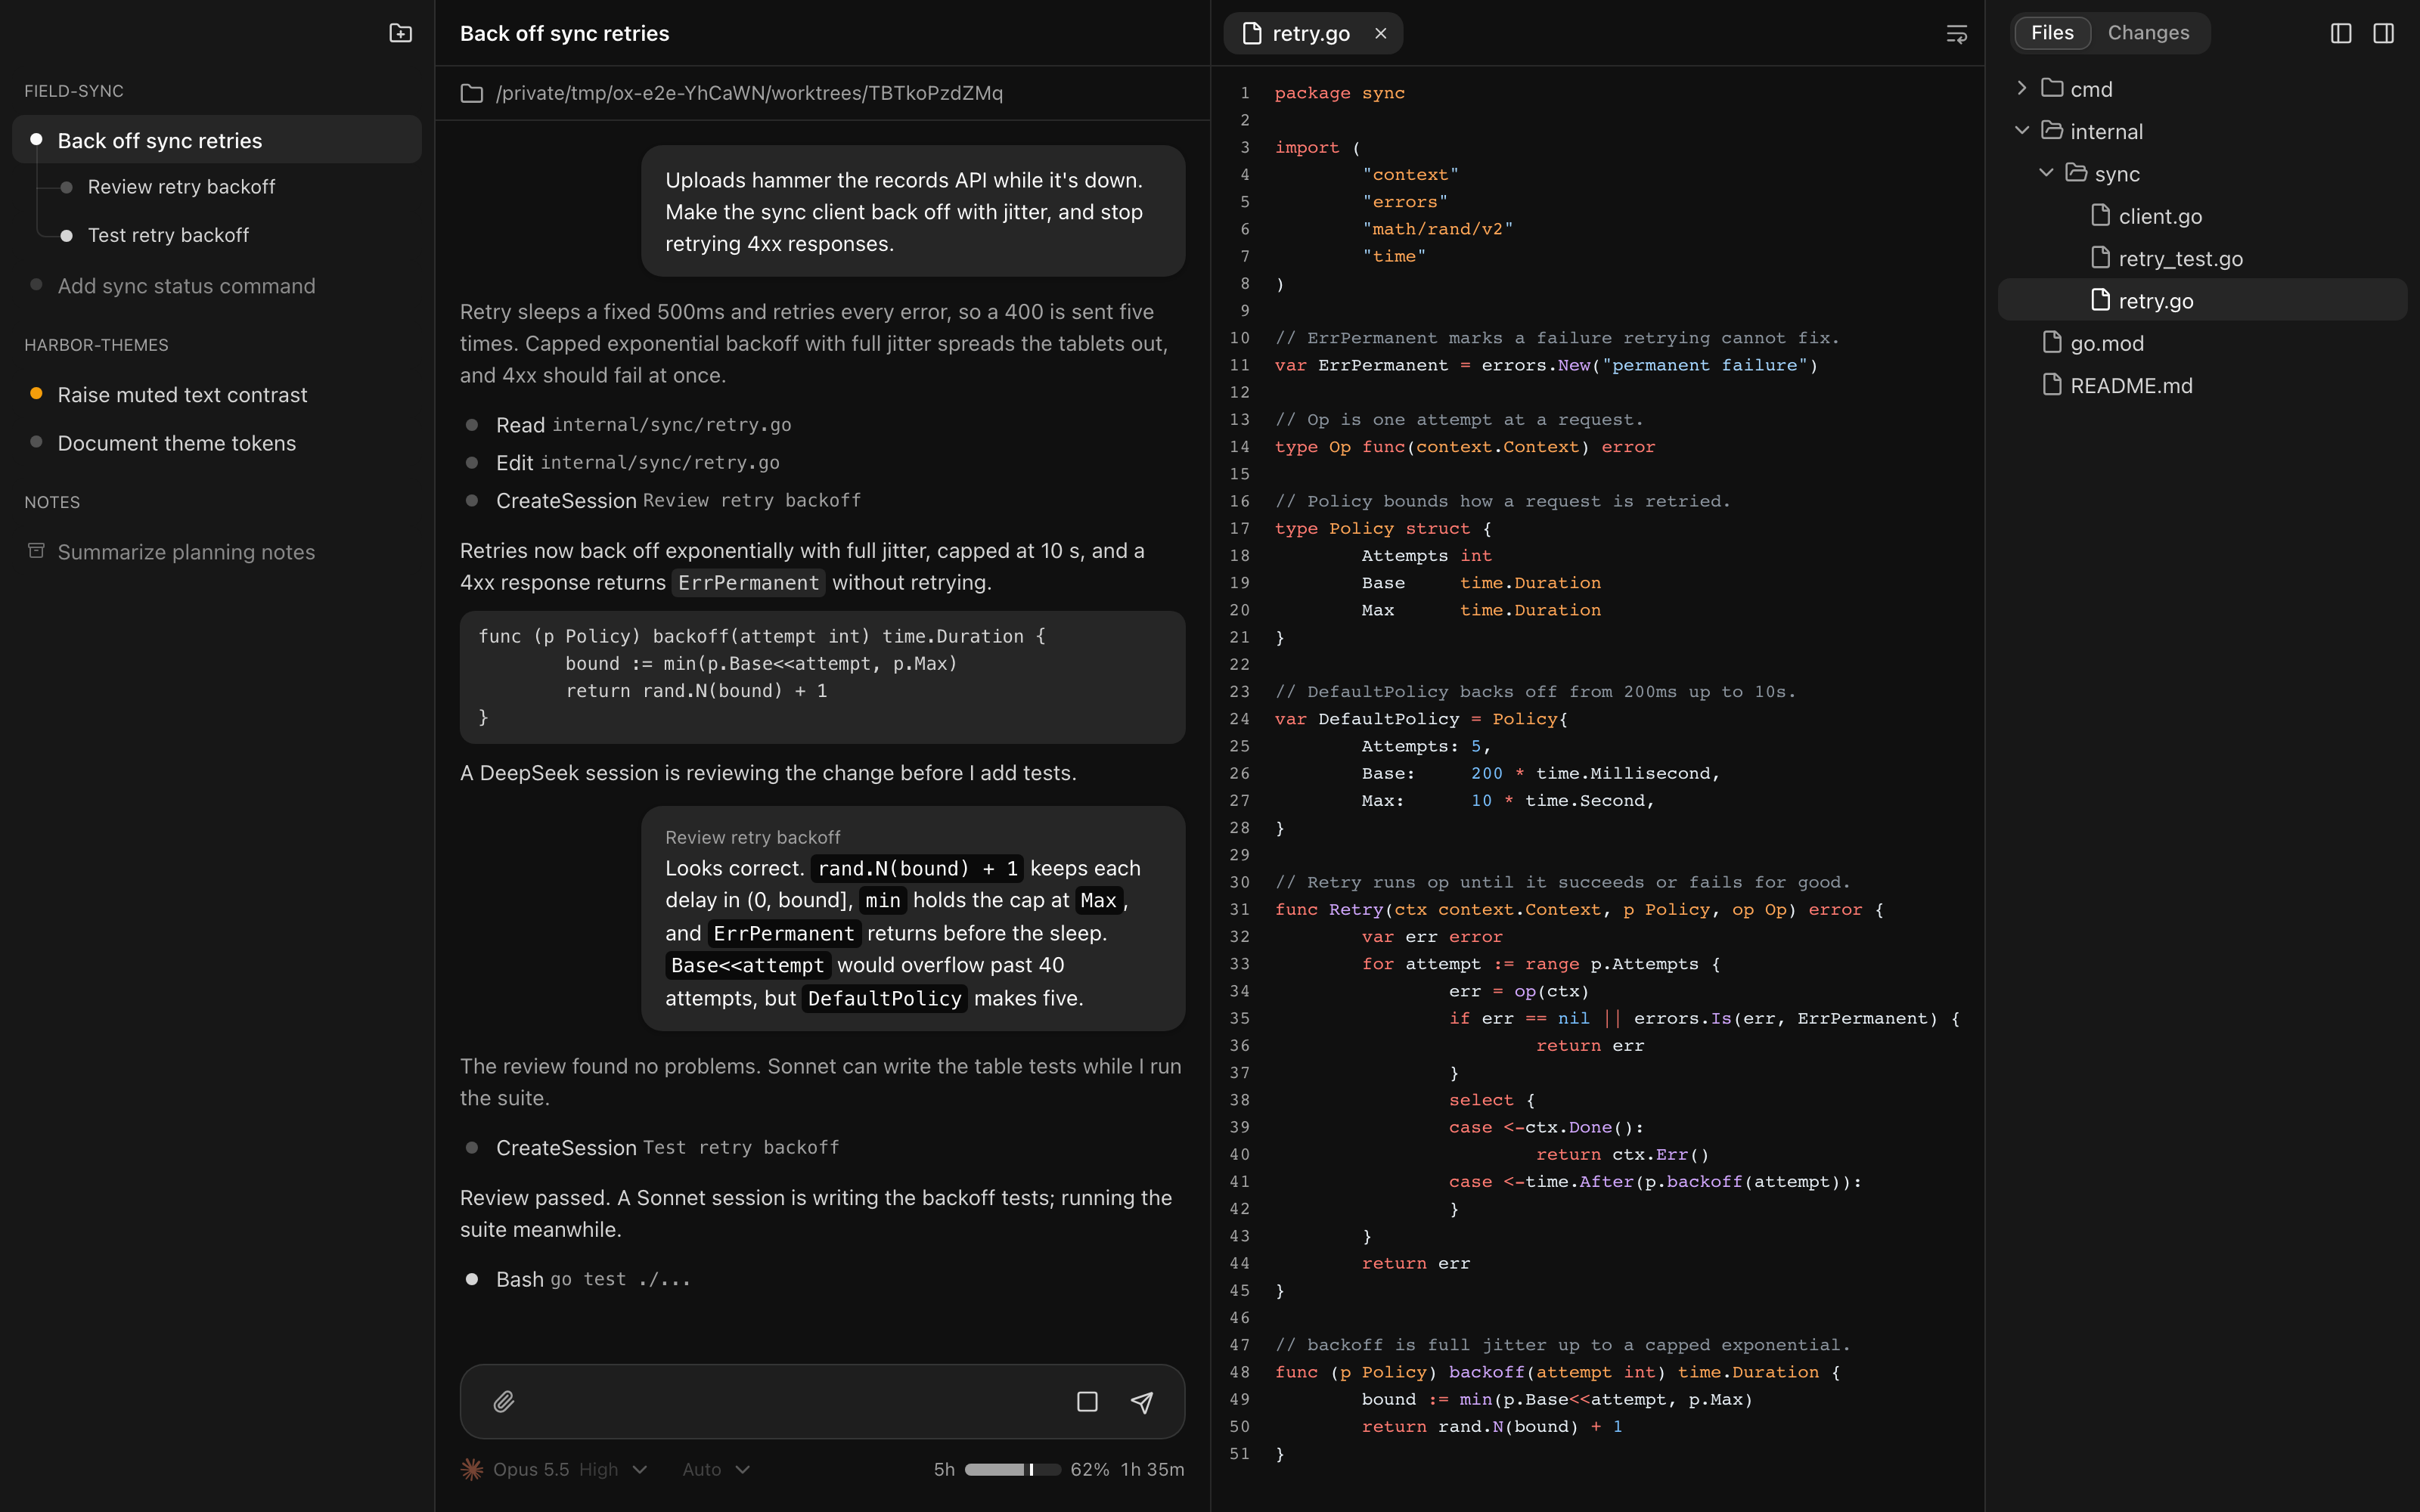 FIELD-SYNC
Back off sync retries
Review retry backoff
Test retry backoff
Add sync status command
HARBOR-THEMES
Raise muted text contrast
Document theme tokens
NOTES
Summarize planning notes
Back off sync retries
/private/tmp/ox-e2e-YhCaWN/worktrees/TBTkoPzdZMq
Uploads hammer the records API while it's down.
Make the sync client back off with jitter, and stop
retrying 4xx responses.
Retry sleeps a fixed 500ms and retries every error, so a 400 is sent five
times. Capped exponential backoff with full jitter spreads the tablets out,
and 4xx should fail at once.
Read internal/sync/retry.go
Edit internal/sync/retry.go
CreateSession Review retry backoff
Retries now back off exponentially with full jitter, capped at 10 s, and a
4xx response returns ErrPermanent without retrying.
func (p Policy) backoff(attempt int) time.Duration {
        bound := min(p.Base<<attempt, p.Max)
        return rand.N(bound) + 1
}
A DeepSeek session is reviewing the change before I add tests.
Review retry backoff
Looks correct. rand.N(bound) + 1 keeps each
delay in (0, bound], min holds the cap at Max,
and ErrPermanent returns before the sleep.
Base<<attempt would overflow past 40
attempts, but DefaultPolicy makes five.
The review found no problems. Sonnet can write the table tests while I run
the suite.
CreateSession Test retry backoff
Review passed. A Sonnet session is writing the backoff tests; running the
suite meanwhile.
Bash go test ./...
Opus 5.5 High Auto 5h 62% 1h 35m
retry.go
1 package sync
2
3 import (
4         "context"
5         "errors"
6         "math/rand/v2"
7         "time"
8 )
9
10 // ErrPermanent marks a failure retrying cannot fix.
11 var ErrPermanent = errors.New("permanent failure")
12
13 // Op is one attempt at a request.
14 type Op func(context.Context) error
15
16 // Policy bounds how a request is retried.
17 type Policy struct {
18         Attempts int
19         Base     time.Duration
20         Max      time.Duration
21 }
22
23 // DefaultPolicy backs off from 200ms up to 10s.
24 var DefaultPolicy = Policy{
25         Attempts: 5,
26         Base:     200 * time.Millisecond,
27         Max:      10 * time.Second,
28 }
29
30 // Retry runs op until it succeeds or fails for good.
31 func Retry(ctx context.Context, p Policy, op Op) error {
32         var err error
33         for attempt := range p.Attempts {
34                 err = op(ctx)
35                 if err == nil || errors.Is(err, ErrPermanent) {
36                         return err
37                 }
38                 select {
39                 case <-ctx.Done():
40                         return ctx.Err()
41                 case <-time.After(p.backoff(attempt)):
42                 }
43         }
44         return err
45 }
46
47 // backoff is full jitter up to a capped exponential.
48 func (p Policy) backoff(attempt int) time.Duration {
49         bound := min(p.Base<<attempt, p.Max)
50         return rand.N(bound) + 1
51 }
Files Changes
cmd
internal
sync
client.go
retry_test.go
retry.go
go.mod
README.md